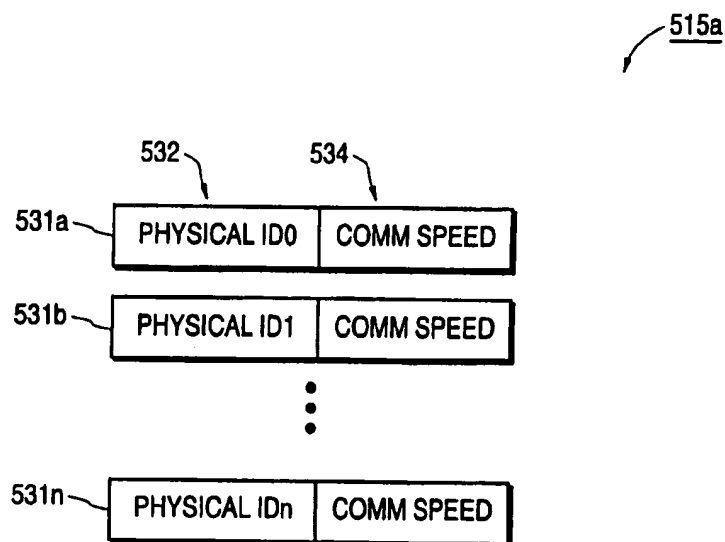 515a
532 534
531a PHYSICAL ID0 COMM SPEED
531b PHYSICAL ID1 COMM SPEED
531n PHYSICAL IDn COMM SPEED